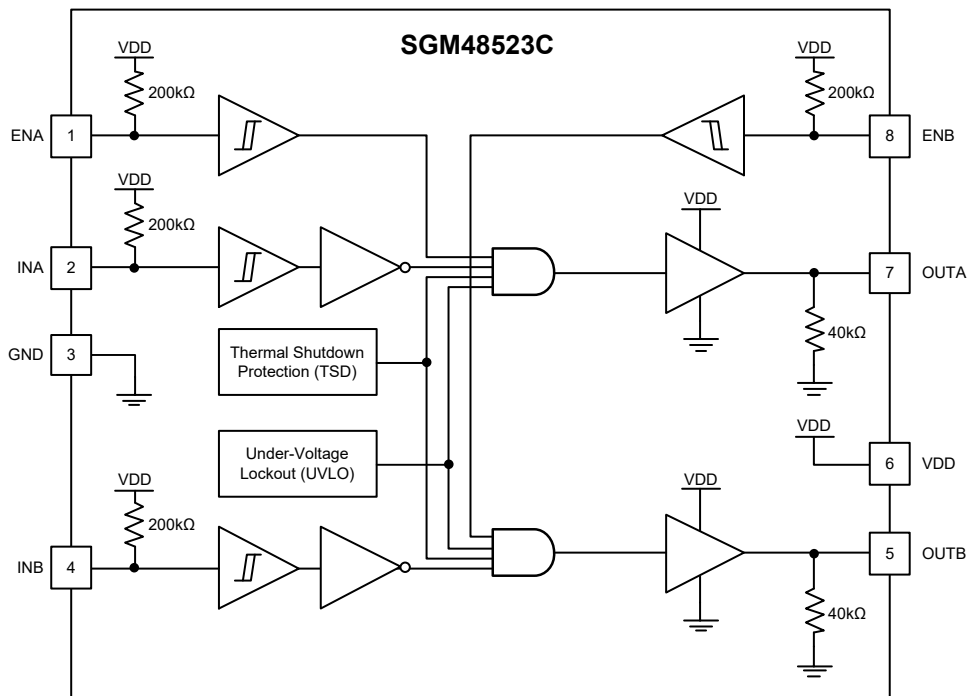 SGM48523C
VDD
200kΩ
ENA
1
VDD
200kΩ
8
ENB
VDD
200kΩ
INA
2
VDD
7
OUTA
40kΩ
GND
3
Thermal Shutdown
Protection (TSD)
VDD
6
VDD
Under-Voltage
Lockout (UVLO)
VDD
200kΩ
INB
4
VDD
5
OUTB
40kΩ